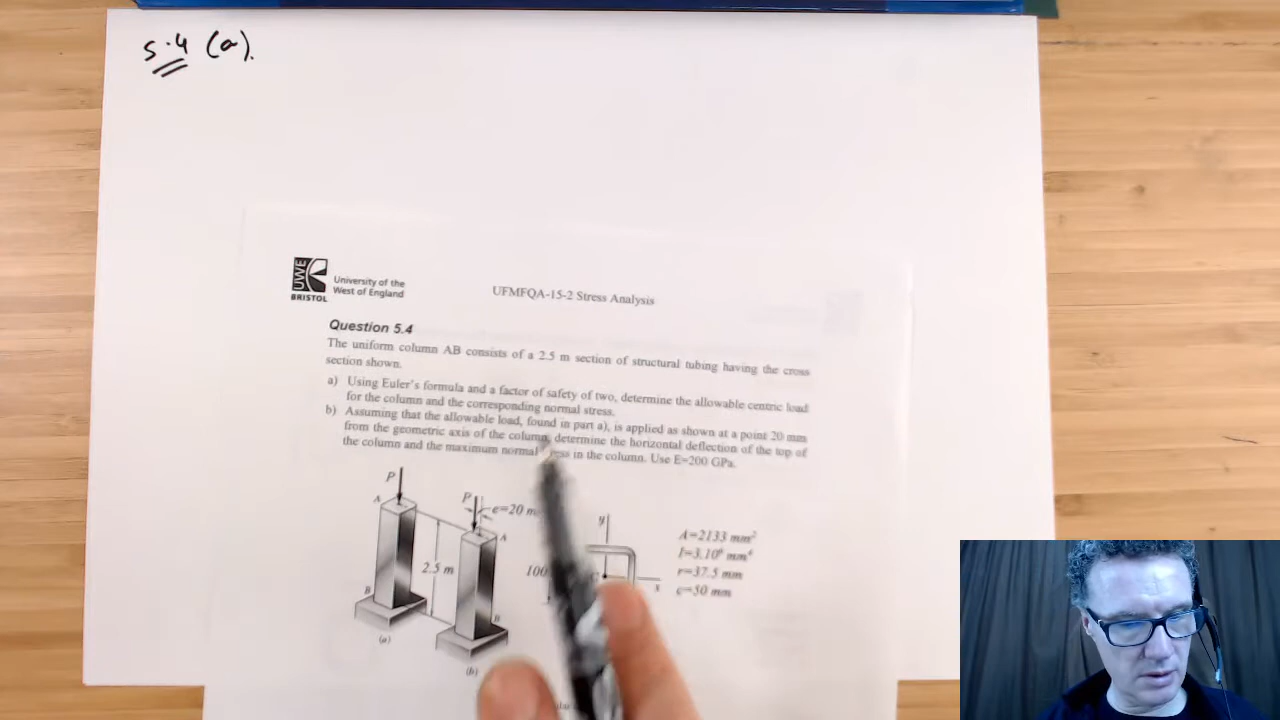 5.4 (a).
UWE
BRISTOL
University of the
West of England
UFMFQA-15-2 Stress Analysis
Question 5.4
The uniform column AB consists of a 2.5 m section of structural tubing having the cross
section shown.
a) Using Euler's formula and a factor of safety of two, determine the allowable centric load
for the column and the corresponding normal stress.
b) Assuming that the allowable load, found in part a), is applied as shown at a point 20 mm
from the geometric axis of the column, determine the horizontal deflection of the top of
the column and the maximum normal stress in the column. Use E=200 GPa.
P
A
P
e=20
A
y
A=2133 mm²
I=3.10⁶ mm⁴
r=37.5 mm
c=50 mm
2.5 m
100
C
x
B
B
(a)
(b)